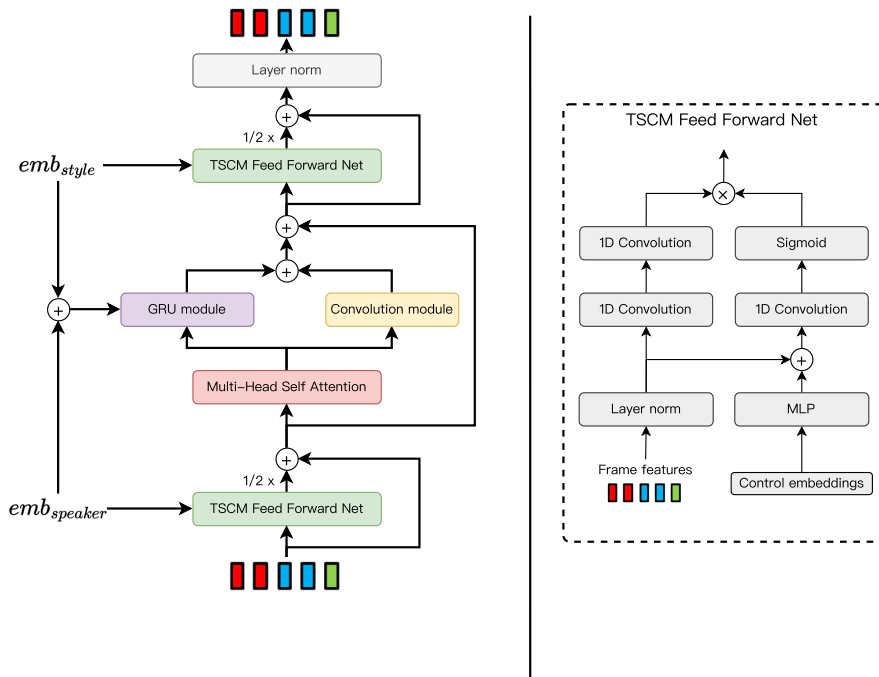 Layer norm
+
1/2 x
TSCM Feed Forward Net
emb_style
+
+
+
GRU module
Convolution module
Multi-Head Self Attention
+
1/2 x
TSCM Feed Forward Net
emb_speaker
TSCM Feed Forward Net
×
1D Convolution
Sigmoid
1D Convolution
1D Convolution
+
Layer norm
MLP
Frame features
Control embeddings